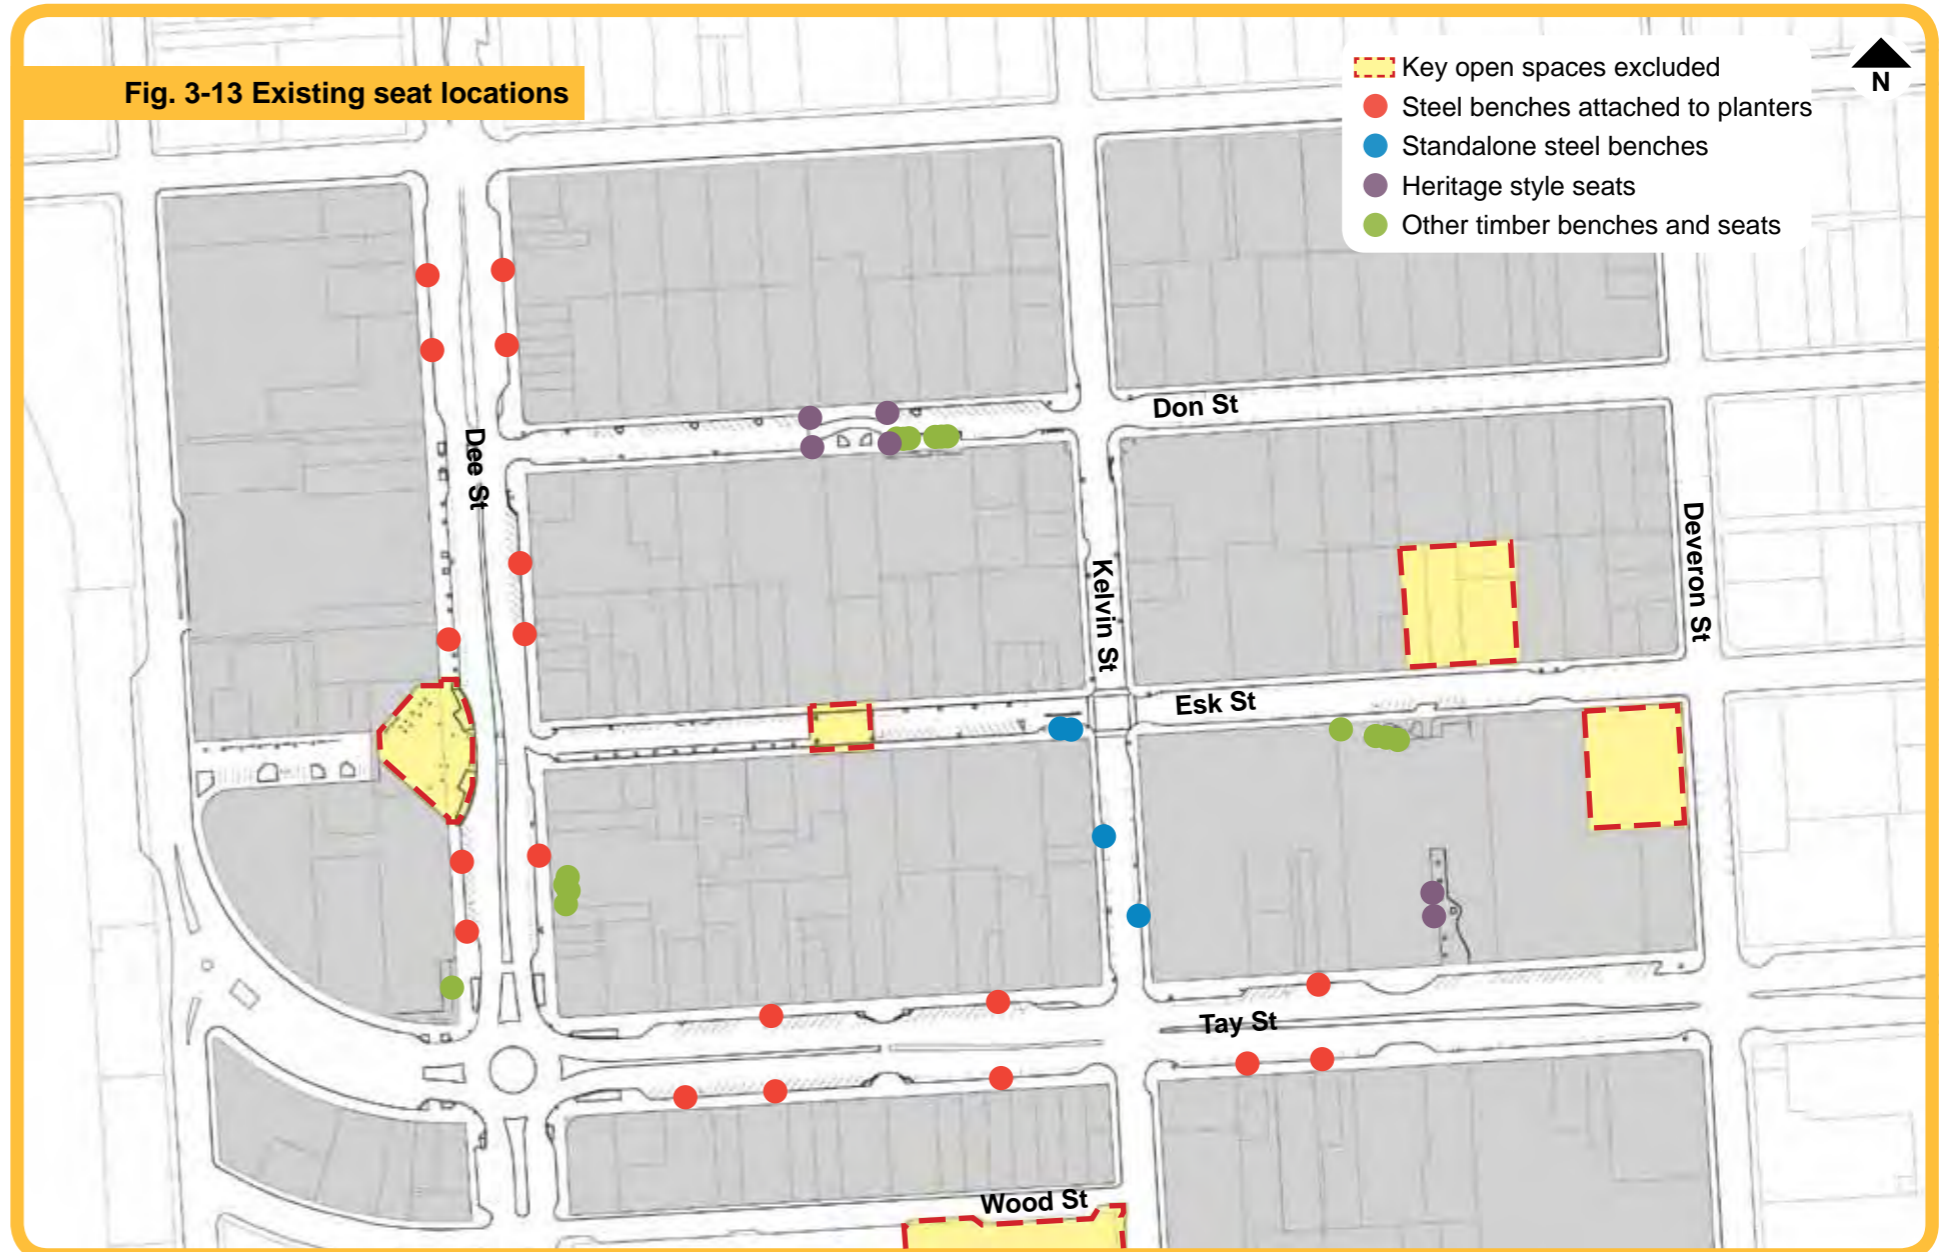 Fig. 3-13 Existing seat locations
Key open spaces excluded
Steel benches attached to planters
Standalone steel benches
Heritage style seats
Other timber benches and seats
N
Don St
Dee St
Kelvin St
Deveron St
Esk St
Tay St
Wood St